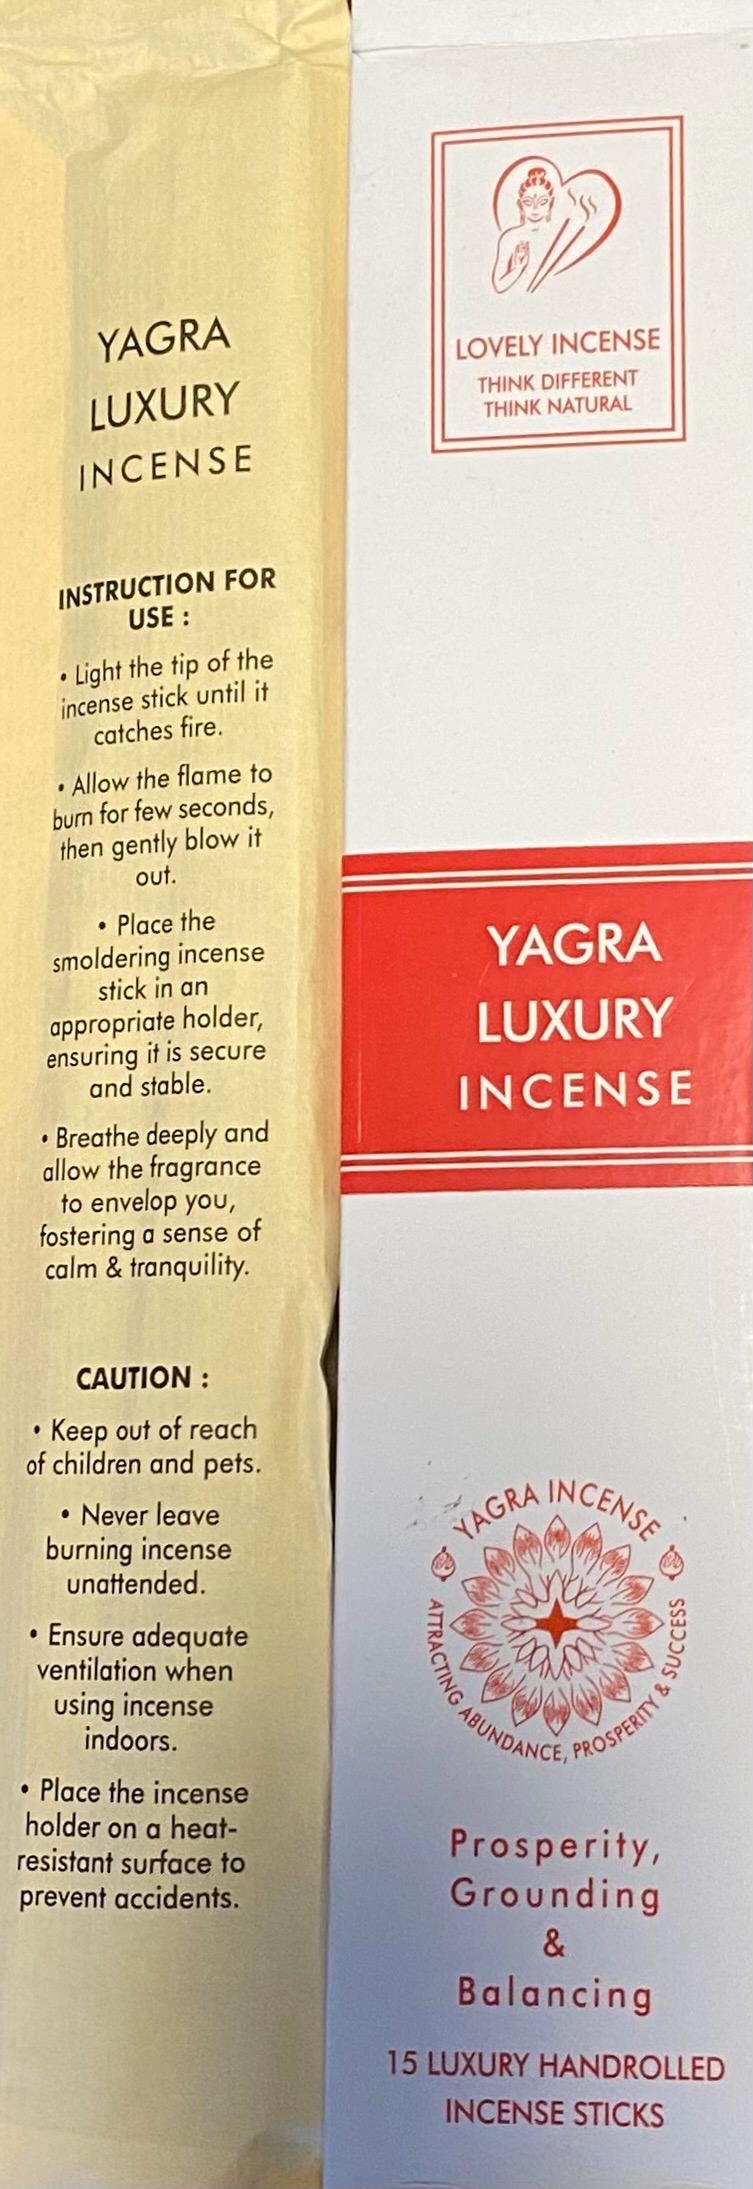 YAGRA
LUXURY
INCENSE
INSTRUCTION FOR
USE :
• Light the tip of the
incense stick until it
catches fire.
• Allow the flame to
burn for few seconds,
then gently blow it
out.
• Place the
smoldering incense
stick in an
appropriate holder,
ensuring it is secure
and stable.
• Breathe deeply and
allow the fragrance
to envelop you,
fostering a sense of
calm & tranquility.
CAUTION :
• Keep out of reach
of children and pets.
• Never leave
burning incense
unattended.
• Ensure adequate
ventilation when
using incense
indoors.
• Place the incense
holder on a heat-
resistant surface to
prevent accidents.
LOVELY INCENSE
THINK DIFFERENT
THINK NATURAL
YAGRA
LUXURY
INCENSE
YAGRA INCENSE
ATTRACTING ABUNDANCE, PROSPERITY & SUCCESS
Prosperity,
Grounding
&
Balancing
15 LUXURY HANDROLLED
INCENSE STICKS